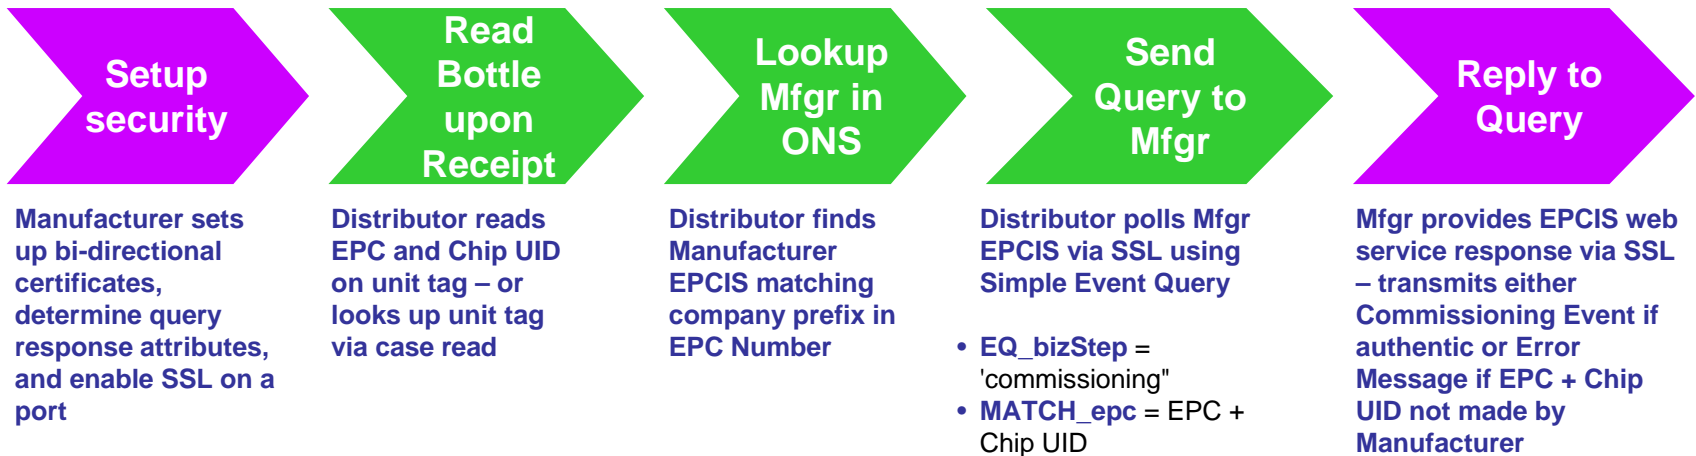 Setup
security
Read
Bottle
upon
Receipt
Lookup
Mfgr in
ONS
Send
Query to
Mfgr
Reply to
Query
Manufacturer sets
up bi-directional
certificates,
determine query
response attributes,
and enable SSL on a
port
Distributor reads
EPC and Chip UID
on unit tag – or
looks up unit tag
via case read
Distributor finds
Manufacturer
EPCIS matching
company prefix in
EPC Number
Distributor polls Mfgr
EPCIS via SSL using
Simple Event Query
• EQ_bizStep =
'commissioning"
• MATCH_epc = EPC +
Chip UID
Mfgr provides EPCIS web
service response via SSL
– transmits either
Commissioning Event if
authentic or Error
Message if EPC + Chip
UID not made by
Manufacturer